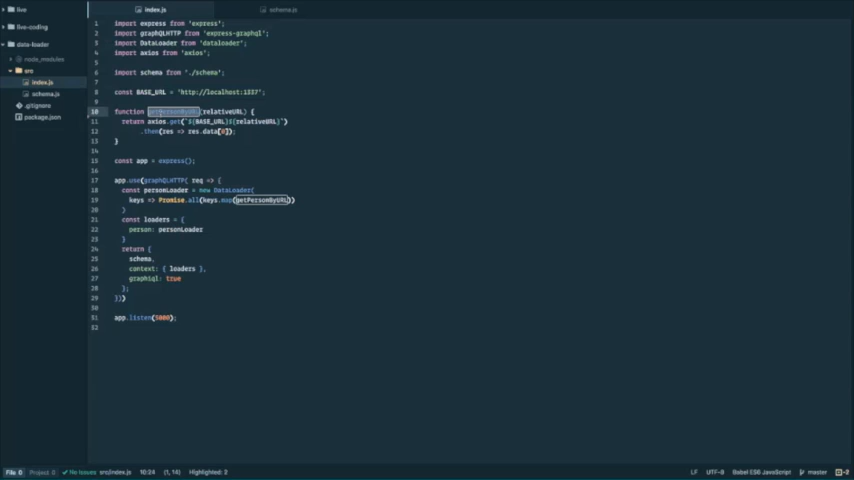 index.js
schema.js
live
live-coding
data-loader
node_modules
src
index.js
schema.js
.gitignore
package.json
1 import express from 'express';
2 import graphQLHTTP from 'express-graphql';
3 import DataLoader from 'dataloader';
4 import axios from 'axios';
5
6 import schema from './schema';
7
8 const BASE_URL = 'http://localhost:1337';
9
10 function getPersonByURL(relativeURL) {
11 return axios.get(`${BASE_URL}${relativeURL}`)
12 .then(res => res.data[0]);
13 }
14
15 const app = express();
16
17 app.use(graphQLHTTP( req => {
18 const personLoader = new DataLoader(
19 keys => Promise.all(keys.map(getPersonByURL))
20 )
21 const loaders = {
22 person: personLoader
23 }
24 return {
25 schema,
26 context: { loaders },
27 graphiql: true
28 };
29 }))
30
31 app.listen(5000);
32
File 0 Project 0 No Issues src/index.js 10:24 (1, 14) Highlighted: 2 LF UTF-8 Babel ES6 JavaScript master +2